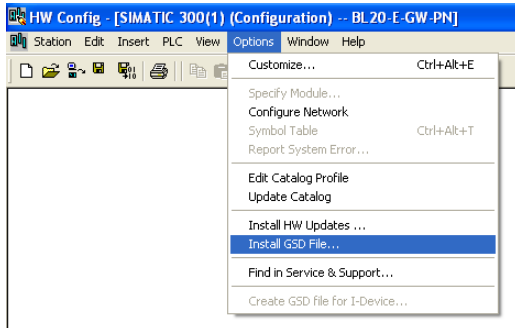 HW Config - [SIMATIC 300(1) (Configuration) -- BL20-E-GW-PN]
Station Edit Insert PLC View Options Window Help
Customize... Ctrl+Alt+E
Specify Module...
Configure Network
Symbol Table Ctrl+Alt+T
Report System Error...
Edit Catalog Profile
Update Catalog
Install HW Updates ...
Install GSD File...
Find in Service & Support...
Create GSD file for I-Device...